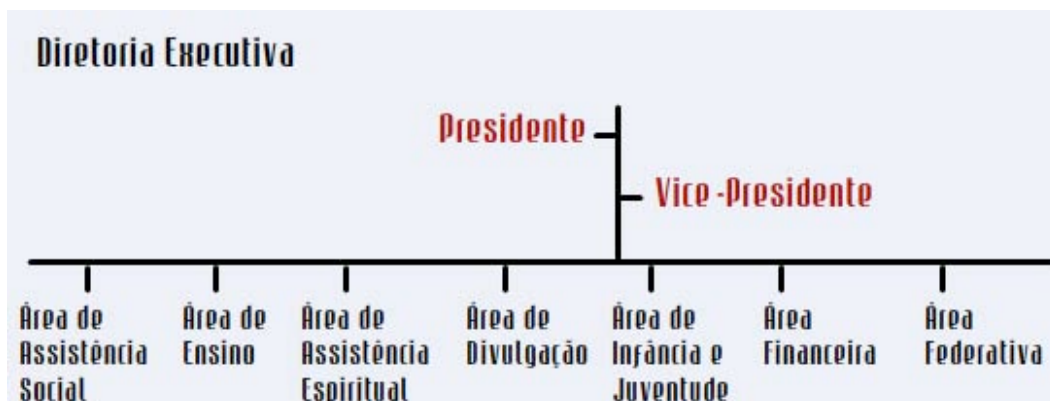 Diretoria Executiva
Presidente
Vice-Presidente
Área de
Assistência
Social
Área de
Ensino
Área de
Assistência
Espiritual
Área de
Divulgação
Área de
Infância e
Juventude
Área
Financeira
Área
Federativa